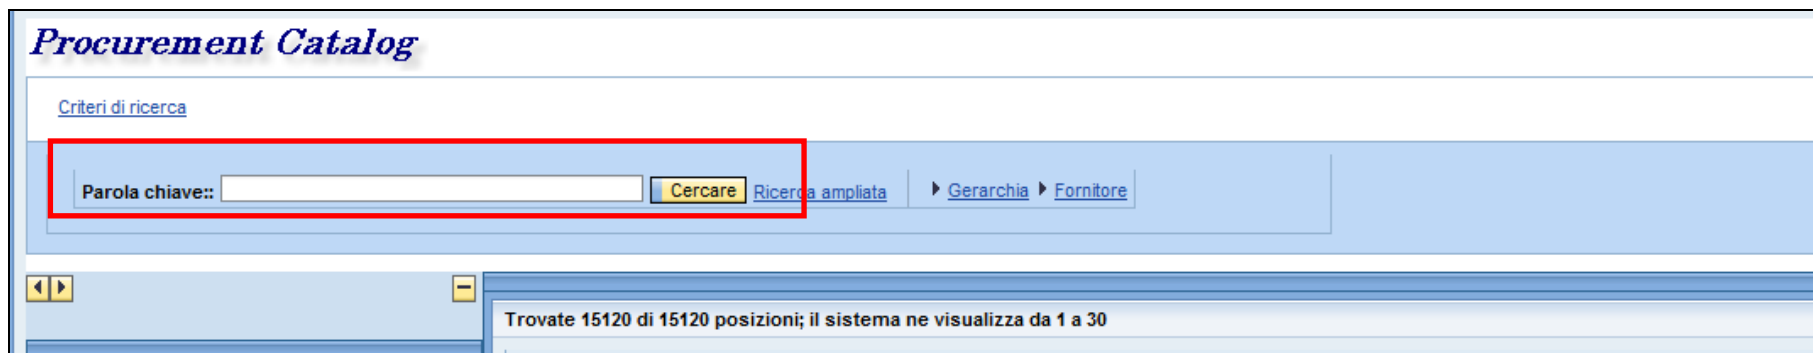 Procurement Catalog
Criteri di ricerca
Parola chiave:: Cercare Ricerca ampliata Gerarchia Fornitore
Trovate 15120 di 15120 posizioni; il sistema ne visualizza da 1 a 30